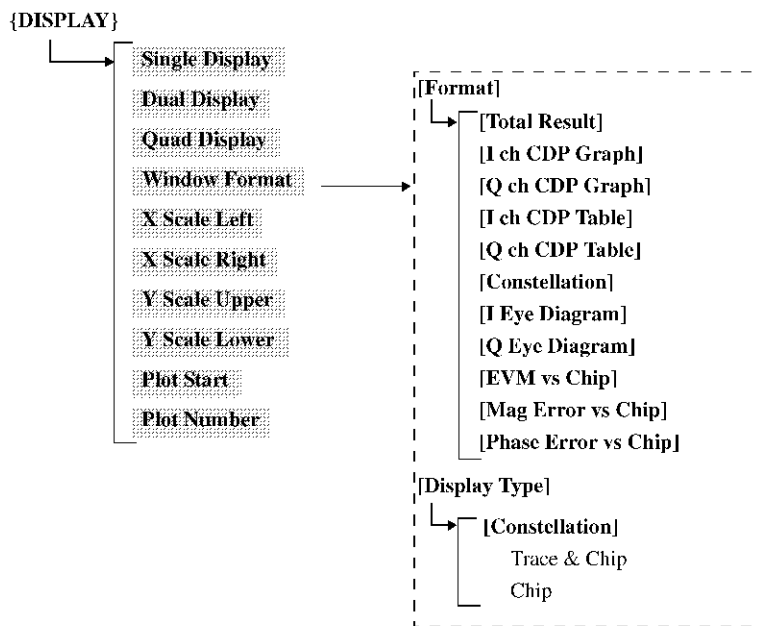 {DISPLAY}
Single Display
Dual Display
Quad Display
Window Format
X Scale Left
X Scale Right
Y Scale Upper
Y Scale Lower
Plot Start
Plot Number
[Format]
[Total Result]
[I ch CDP Graph]
[Q ch CDP Graph]
[I ch CDP Table]
[Q ch CDP Table]
[Constellation]
[I Eye Diagram]
[Q Eye Diagram]
[EVM vs Chip]
[Mag Error vs Chip]
[Phase Error vs Chip]
[Display Type]
[Constellation]
Trace & Chip
Chip